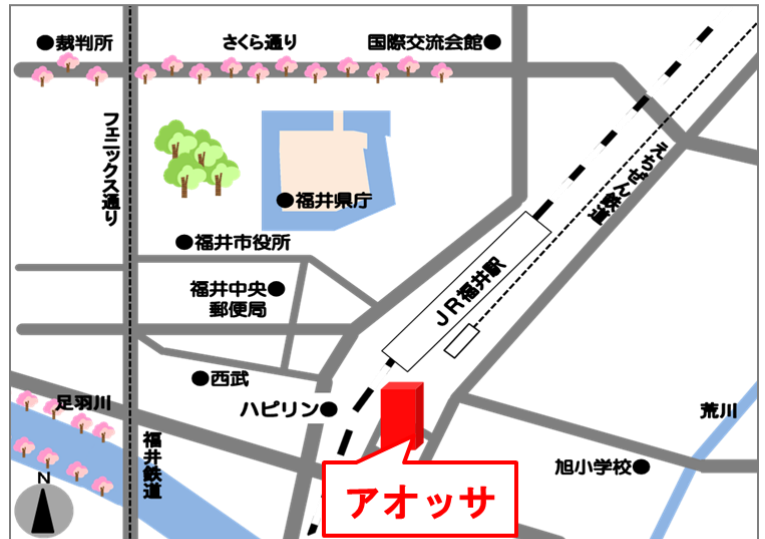 ●裁判所
さくら通り
国際交流会館●
フェニックス通り
えちぜん鉄道
●福井県庁
●福井市役所
福井中央●
郵便局
JR福井駅
●西武
ハピリン●
足羽川
荒川
福井鉄道
旭小学校●
N
アオッサ